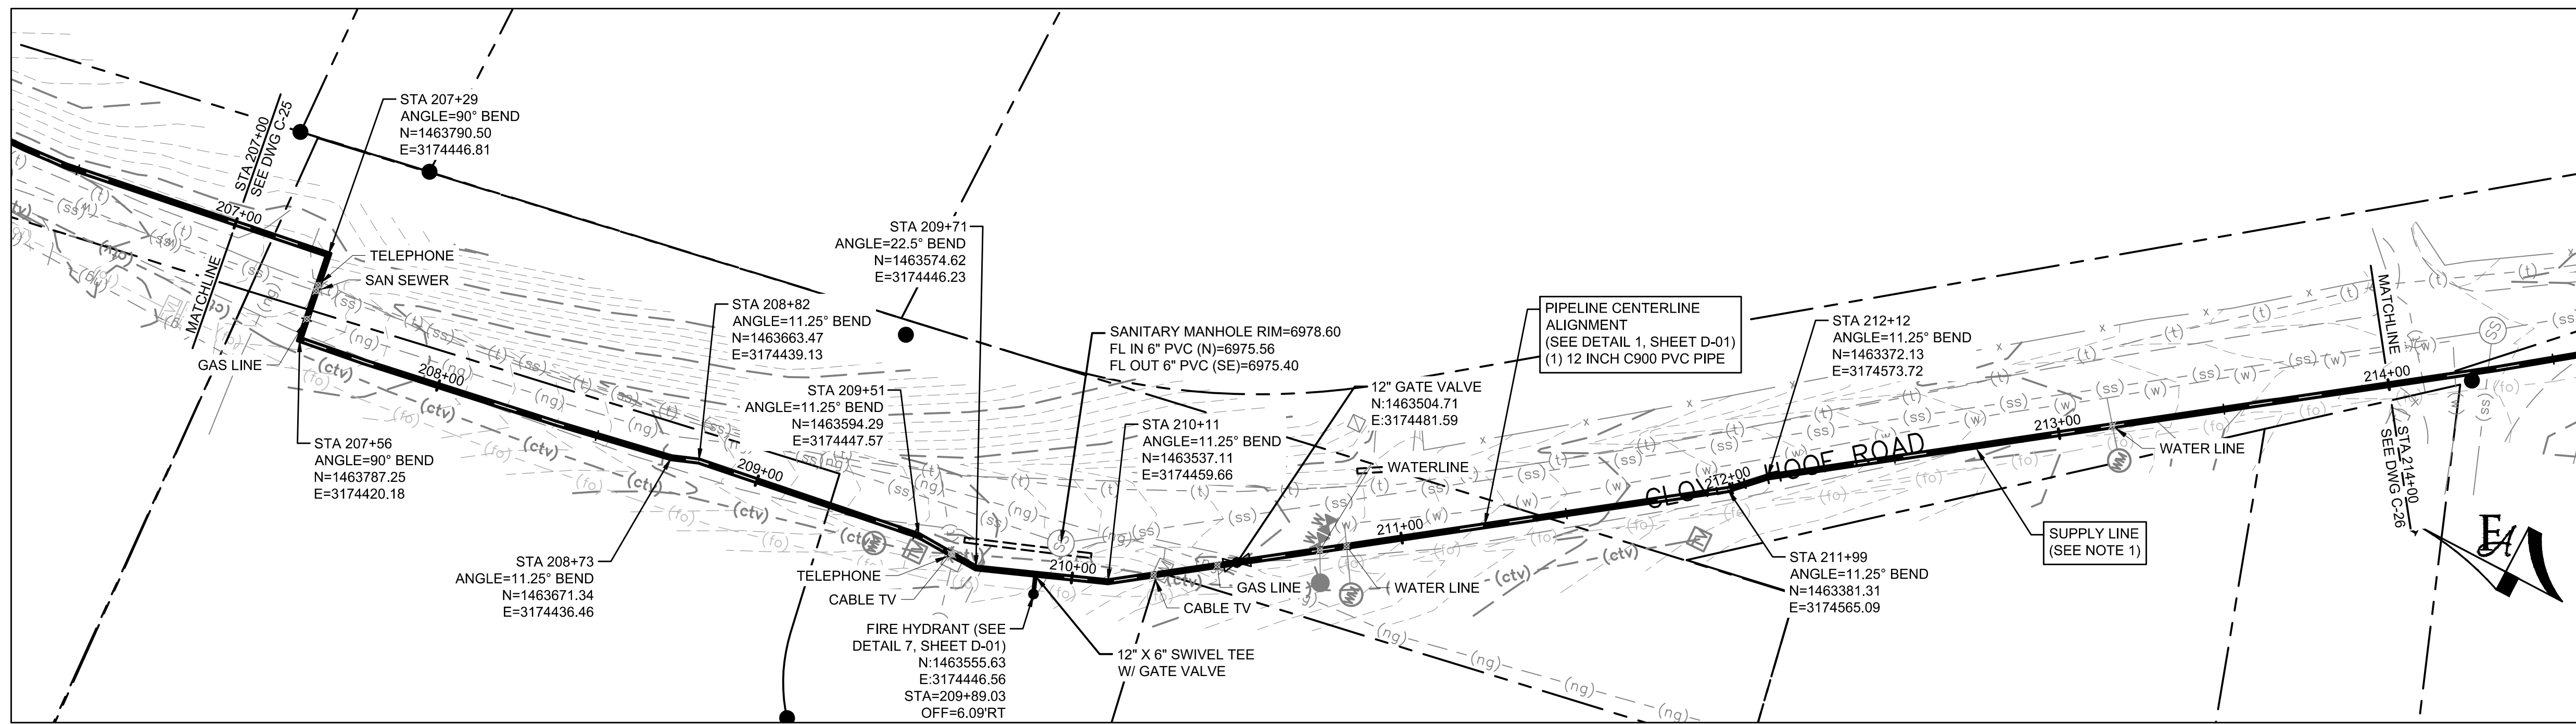 STA 207+00
SEE DWG C-25
MATCHLINE
207+00
STA 207+29
ANGLE=90° BEND
N=1463790.50
E=3174446.81
TELEPHONE
SAN SEWER
GAS LINE
STA 207+56
ANGLE=90° BEND
N=1463787.25
E=3174420.18
208+00
STA 208+73
ANGLE=11.25° BEND
N=1463671.34
E=3174436.46
STA 208+82
ANGLE=11.25° BEND
N=1463663.47
E=3174439.13
209+00
STA 209+51
ANGLE=11.25° BEND
N=1463594.29
E=3174447.57
STA 209+71
ANGLE=22.5° BEND
N=1463574.62
E=3174446.23
TELEPHONE
CABLE TV
FIRE HYDRANT (SEE
DETAIL 7, SHEET D-01)
N:1463555.63
E:3174446.56
STA=209+89.03
OFF=6.09'RT
SANITARY MANHOLE RIM=6978.60
FL IN 6" PVC (N)=6975.56
FL OUT 6" PVC (SE)=6975.40
210+00
12" X 6" SWIVEL TEE
W/ GATE VALVE
STA 210+11
ANGLE=11.25° BEND
N=1463537.11
E=3174459.66
CABLE TV
GAS LINE
12" GATE VALVE
N:1463504.71
E:3174481.59
WATERLINE
WATER LINE
211+00
PIPELINE CENTERLINE
ALIGNMENT
(SEE DETAIL 1, SHEET D-01)
(1) 12 INCH C900 PVC PIPE
CLOVEN HOOF ROAD
212+00
STA 211+99
ANGLE=11.25° BEND
N=1463381.31
E=3174565.09
STA 212+12
ANGLE=11.25° BEND
N=1463372.13
E=3174573.72
213+00
WATER LINE
SUPPLY LINE
(SEE NOTE 1)
214+00
MATCHLINE
STA 214+00
SEE DWG C-26
(t)
(ss)
(w)
(ng)
(ctv)
(fo)
SS